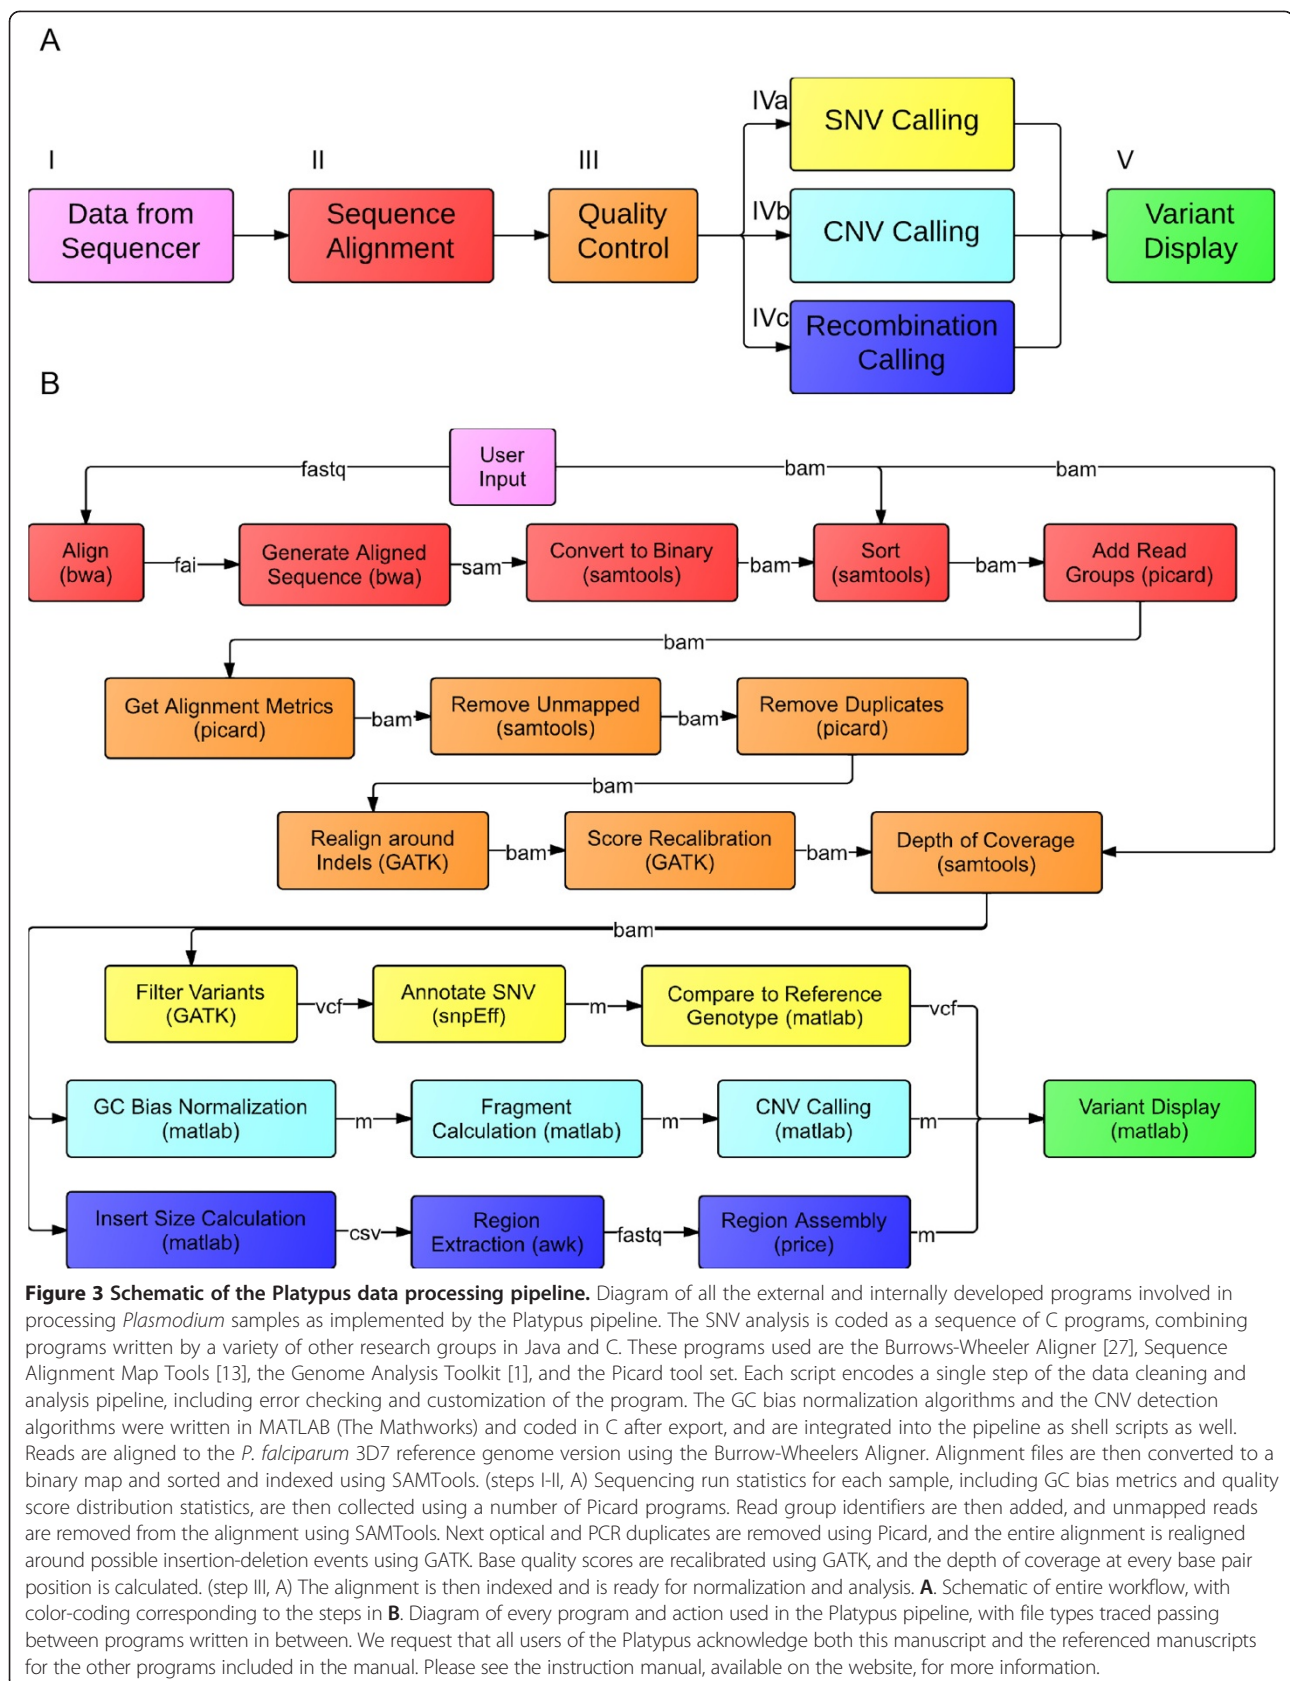 A
I
Data from
Sequencer
II
Sequence
Alignment
III
Quality
Control
IVa
SNV Calling
IVb
CNV Calling
IVc
Recombination
Calling
V
Variant
Display
B
User
Input
fastq
bam
bam
Align
(bwa)
fai
Generate Aligned
Sequence (bwa)
sam
Convert to Binary
(samtools)
bam
Sort
(samtools)
bam
Add Read
Groups (picard)
bam
Get Alignment Metrics
(picard)
bam
Remove Unmapped
(samtools)
bam
Remove Duplicates
(picard)
bam
Realign around
Indels (GATK)
bam
Score Recalibration
(GATK)
bam
Depth of Coverage
(samtools)
bam
Filter Variants
(GATK)
vcf
Annotate SNV
(snpEff)
m
Compare to Reference
Genotype (matlab)
vcf
GC Bias Normalization
(matlab)
m
Fragment
Calculation (matlab)
m
CNV Calling
(matlab)
m
Variant Display
(matlab)
Insert Size Calculation
(matlab)
csv
Region
Extraction (awk)
fastq
Region Assembly
(price)
m
Figure 3 Schematic of the Platypus data processing pipeline. Diagram of all the external and internally developed programs involved in
processing Plasmodium samples as implemented by the Platypus pipeline. The SNV analysis is coded as a sequence of C programs, combining
programs written by a variety of other research groups in Java and C. These programs used are the Burrows-Wheeler Aligner [27], Sequence
Alignment Map Tools [13], the Genome Analysis Toolkit [1], and the Picard tool set. Each script encodes a single step of the data cleaning and
analysis pipeline, including error checking and customization of the program. The GC bias normalization algorithms and the CNV detection
algorithms were written in MATLAB (The Mathworks) and coded in C after export, and are integrated into the pipeline as shell scripts as well.
Reads are aligned to the P. falciparum 3D7 reference genome version using the Burrow-Wheelers Aligner. Alignment files are then converted to a
binary map and sorted and indexed using SAMTools. (steps I-II, A) Sequencing run statistics for each sample, including GC bias metrics and quality
score distribution statistics, are then collected using a number of Picard programs. Read group identifiers are then added, and unmapped reads
are removed from the alignment using SAMTools. Next optical and PCR duplicates are removed using Picard, and the entire alignment is realigned
around possible insertion-deletion events using GATK. Base quality scores are recalibrated using GATK, and the depth of coverage at every base pair
position is calculated. (step III, A) The alignment is then indexed and is ready for normalization and analysis. A. Schematic of entire workflow, with
color-coding corresponding to the steps in B. Diagram of every program and action used in the Platypus pipeline, with file types traced passing
between programs written in between. We request that all users of the Platypus acknowledge both this manuscript and the referenced manuscripts
for the other programs included in the manual. Please see the instruction manual, available on the website, for more information.